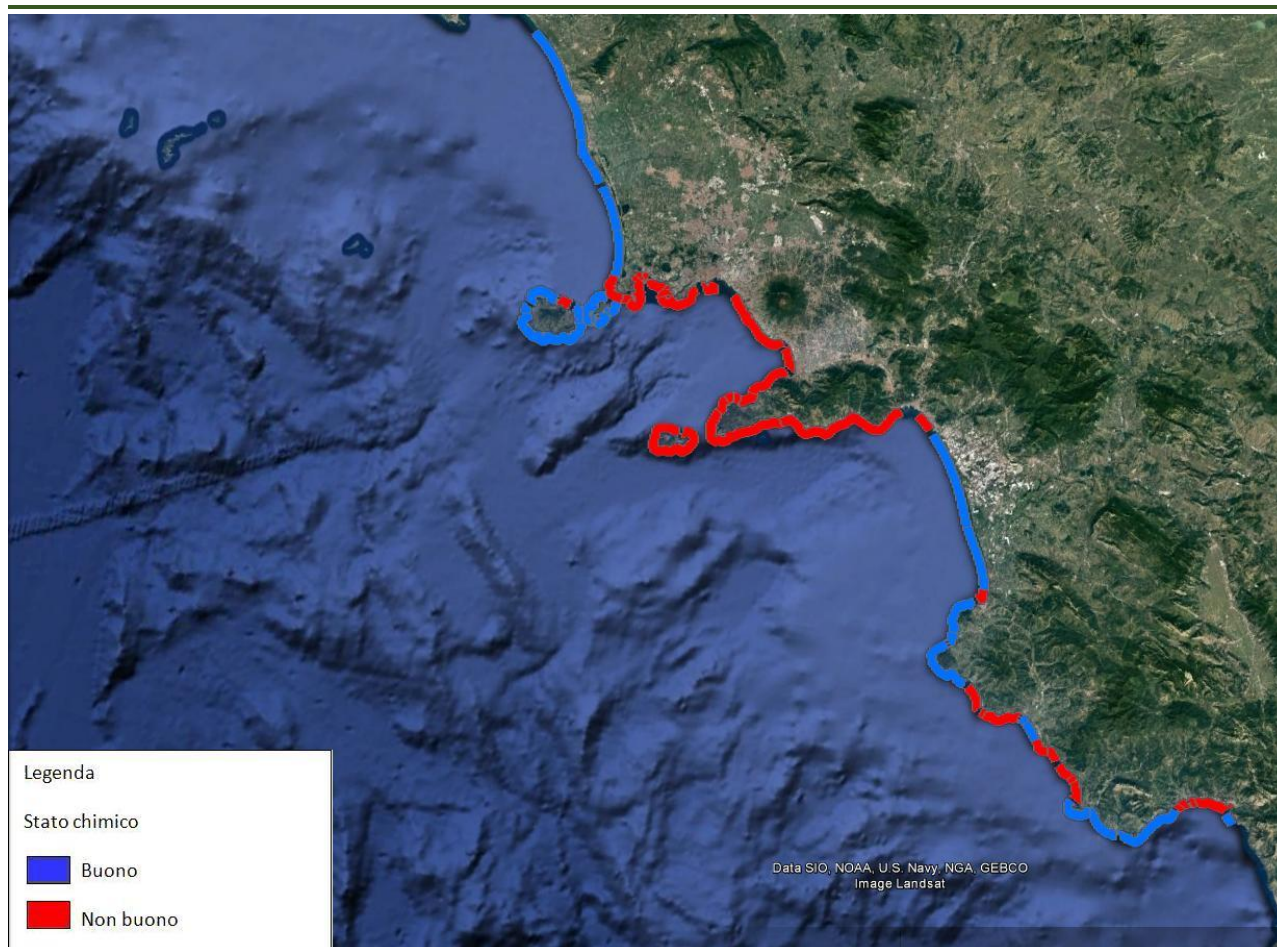 Legenda
Stato chimico
Buono
Non buono
Data SIO, NOAA, U.S. Navy, NGA, GEBCO
Image Landsat